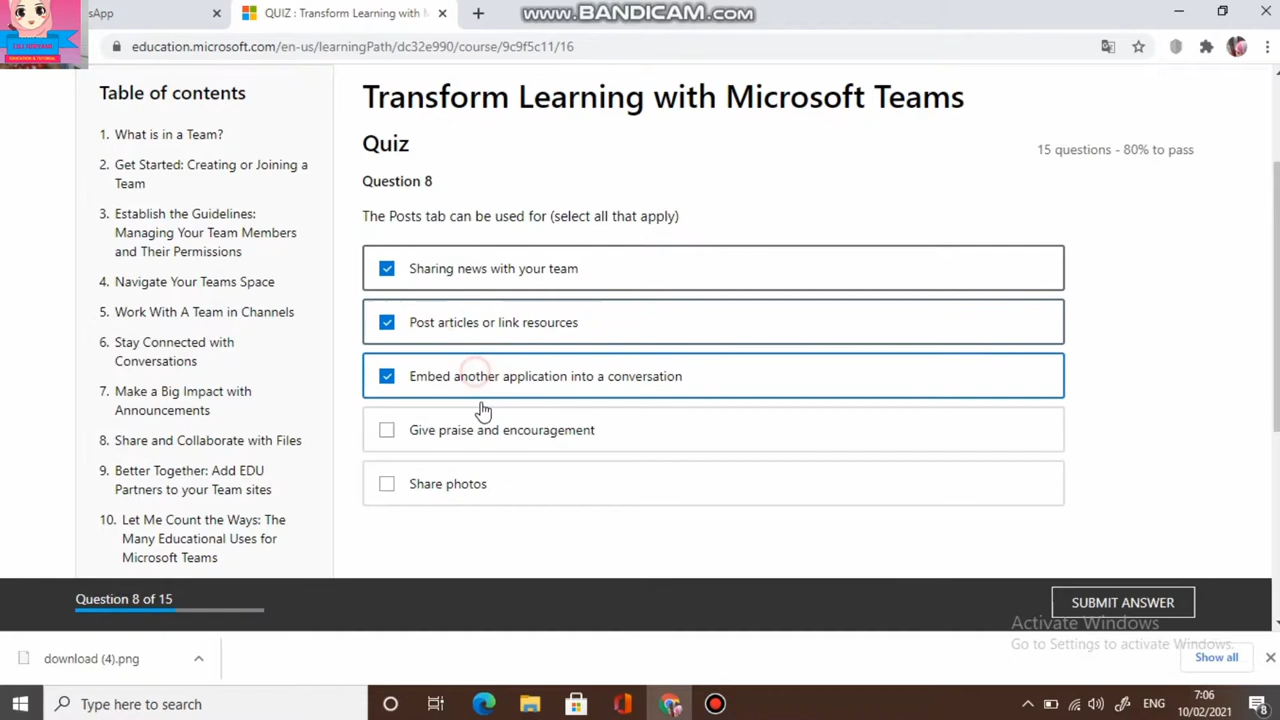 sApp
QUIZ : Transform Learning with M
WWW.BANDICAM.COM
education.microsoft.com/en-us/learningPath/dc32e990/course/9c9f5c11/16
EDUCATION & TUTORIAL
Table of contents
1. What is in a Team?
2. Get Started: Creating or Joining a
Team
3. Establish the Guidelines:
Managing Your Team Members
and Their Permissions
4. Navigate Your Teams Space
5. Work With A Team in Channels
6. Stay Connected with
Conversations
7. Make a Big Impact with
Announcements
8. Share and Collaborate with Files
9. Better Together: Add EDU
Partners to your Team sites
10. Let Me Count the Ways: The
Many Educational Uses for
Microsoft Teams
Transform Learning with Microsoft Teams
Quiz
15 questions - 80% to pass
Question 8
The Posts tab can be used for (select all that apply)
Sharing news with your team
Post articles or link resources
Embed another application into a conversation
Give praise and encouragement
Share photos
Question 8 of 15
SUBMIT ANSWER
Activate Windows
Go to Settings to activate Windows.
download (4).png
Show all
Type here to search
ENG
7:06
10/02/2021
8